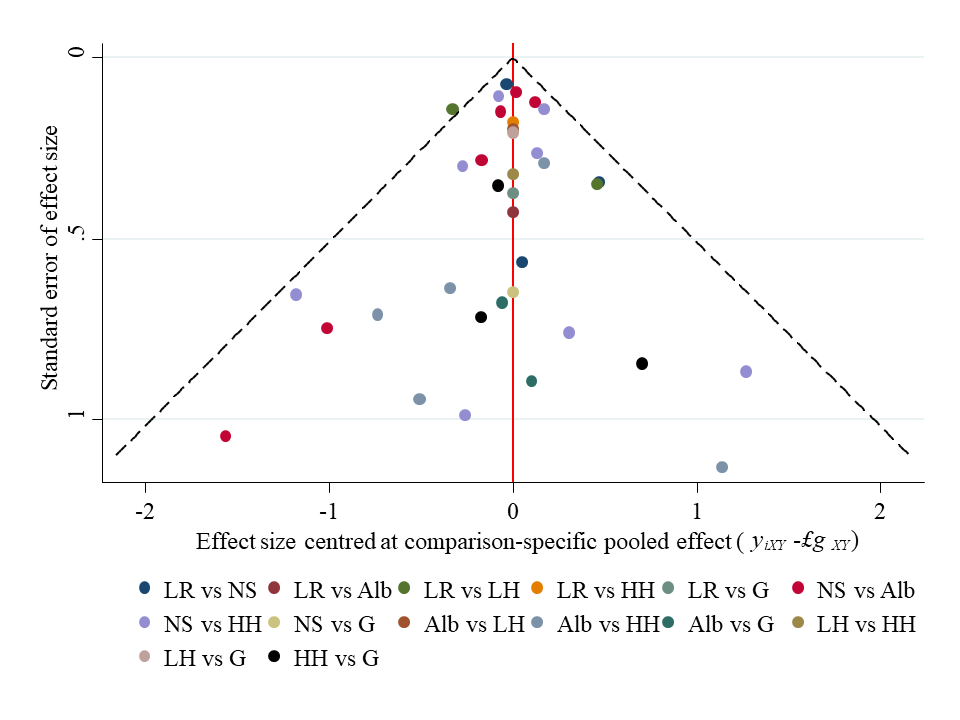 0
.5
1
Standard error of effect size
-2 -1 0 1 2
Effect size centred at comparison-specific pooled effect ( yiXY -£g XY)
LR vs NS LR vs Alb LR vs LH LR vs HH LR vs G NS vs Alb
NS vs HH NS vs G Alb vs LH Alb vs HH Alb vs G LH vs HH
LH vs G HH vs G